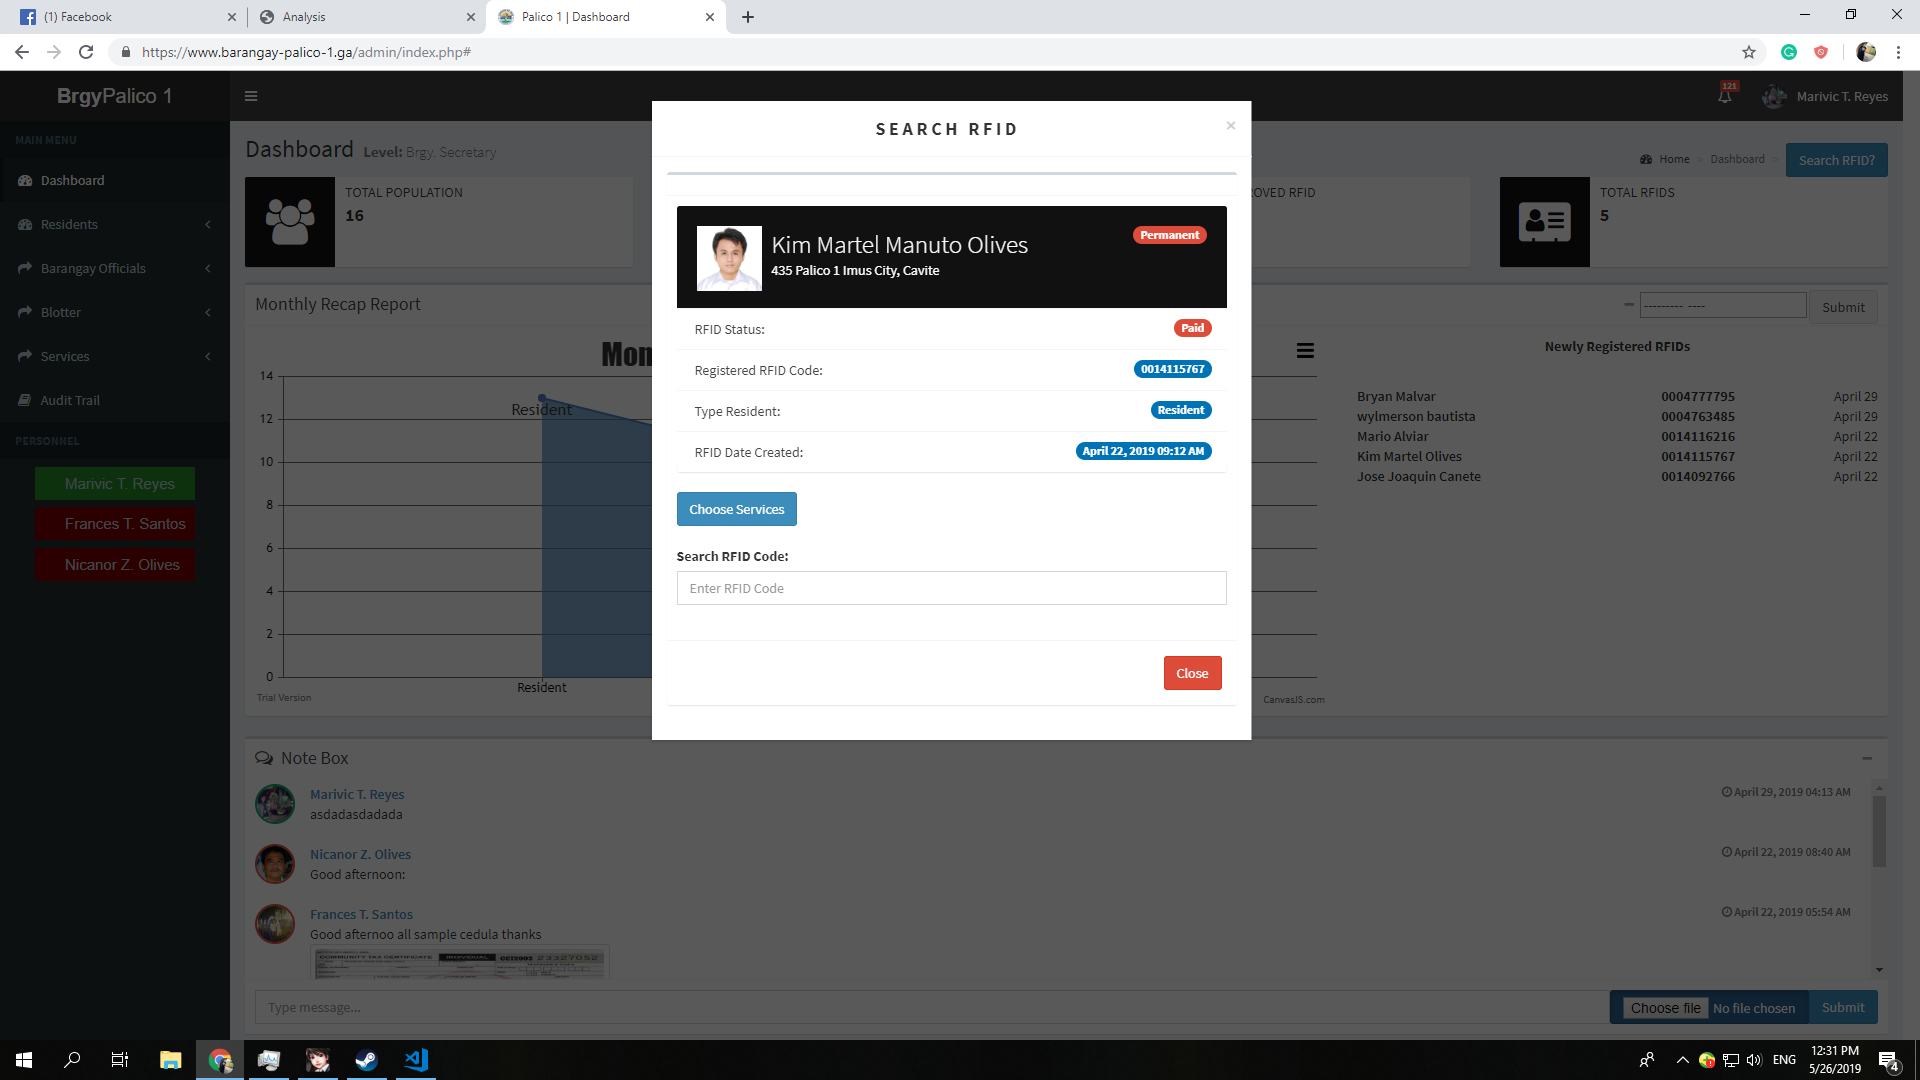 (1) Facebook
Analysis
Palico 1 | Dashboard
https://www.barangay-palico-1.ga/admin/index.php#
BrgyPalico 1
121
Marivic T. Reyes
MAIN MENU
Dashboard
Residents
Barangay Officials
Blotter
Services
Audit Trail
PERSONNEL
Marivic T. Reyes
Frances T. Santos
Nicanor Z. Olives
Dashboard Level: Brgy. Secretary
Home > Dashboard >
Search RFID?
TOTAL POPULATION
16
OVED RFID
TOTAL RFIDS
5
Monthly Recap Report
--------- ----
Submit
Mon
14
12
10
8
6
4
2
0
Resident
Resident
Trial Version
CanvasJS.com
Newly Registered RFIDs
Bryan Malvar 0004777795 April 29
wylmerson bautista 0004763485 April 29
Mario Alviar 0014116216 April 22
Kim Martel Olives 0014115767 April 22
Jose Joaquin Canete 0014092766 April 22
SEARCH RFID
×
Kim Martel Manuto Olives
435 Palico 1 Imus City, Cavite
Permanent
RFID Status: Paid
Registered RFID Code: 0014115767
Type Resident: Resident
RFID Date Created: April 22, 2019 09:12 AM
Choose Services
Search RFID Code:
Enter RFID Code
Close
Note Box
Marivic T. Reyes April 29, 2019 04:13 AM
asdadasdadada
Nicanor Z. Olives April 22, 2019 08:40 AM
Good afternoon:
Frances T. Santos April 22, 2019 05:54 AM
Good afternoo all sample cedula thanks
COMMUNITY TAX CERTIFICATE INDIVIDUAL 23327052
Type message...
Choose file No file chosen
Submit
ENG
12:31 PM
5/26/2019
4